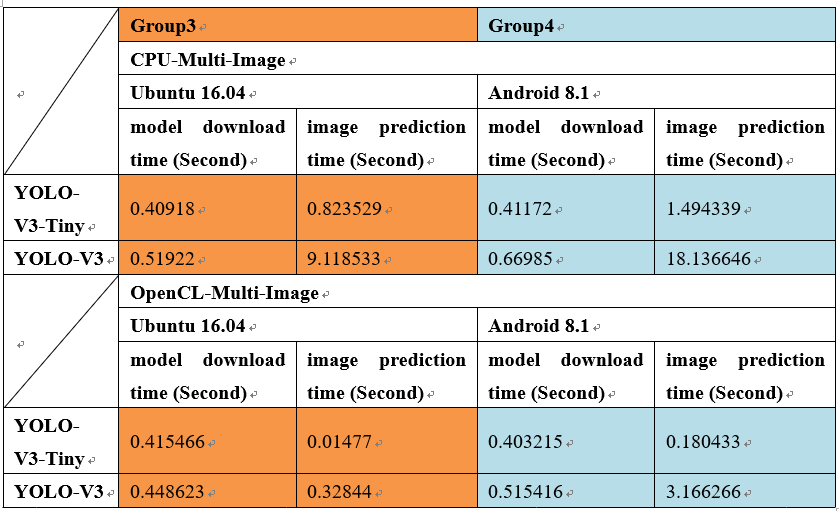 Group3 Group4
CPU-Multi-Image
Ubuntu 16.04 Android 8.1
model download image prediction model download image prediction
time (Second) time (Second) time (Second) time (Second)
YOLO-
V3-Tiny 0.40918 0.823529 0.41172 1.494339
YOLO-V3 0.51922 9.118533 0.66985 18.136646
OpenCL-Multi-Image
Ubuntu 16.04 Android 8.1
model download image prediction model download image prediction
time (Second) time (Second) time (Second) time (Second)
YOLO-
V3-Tiny 0.415466 0.01477 0.403215 0.180433
YOLO-V3 0.448623 0.32844 0.515416 3.166266